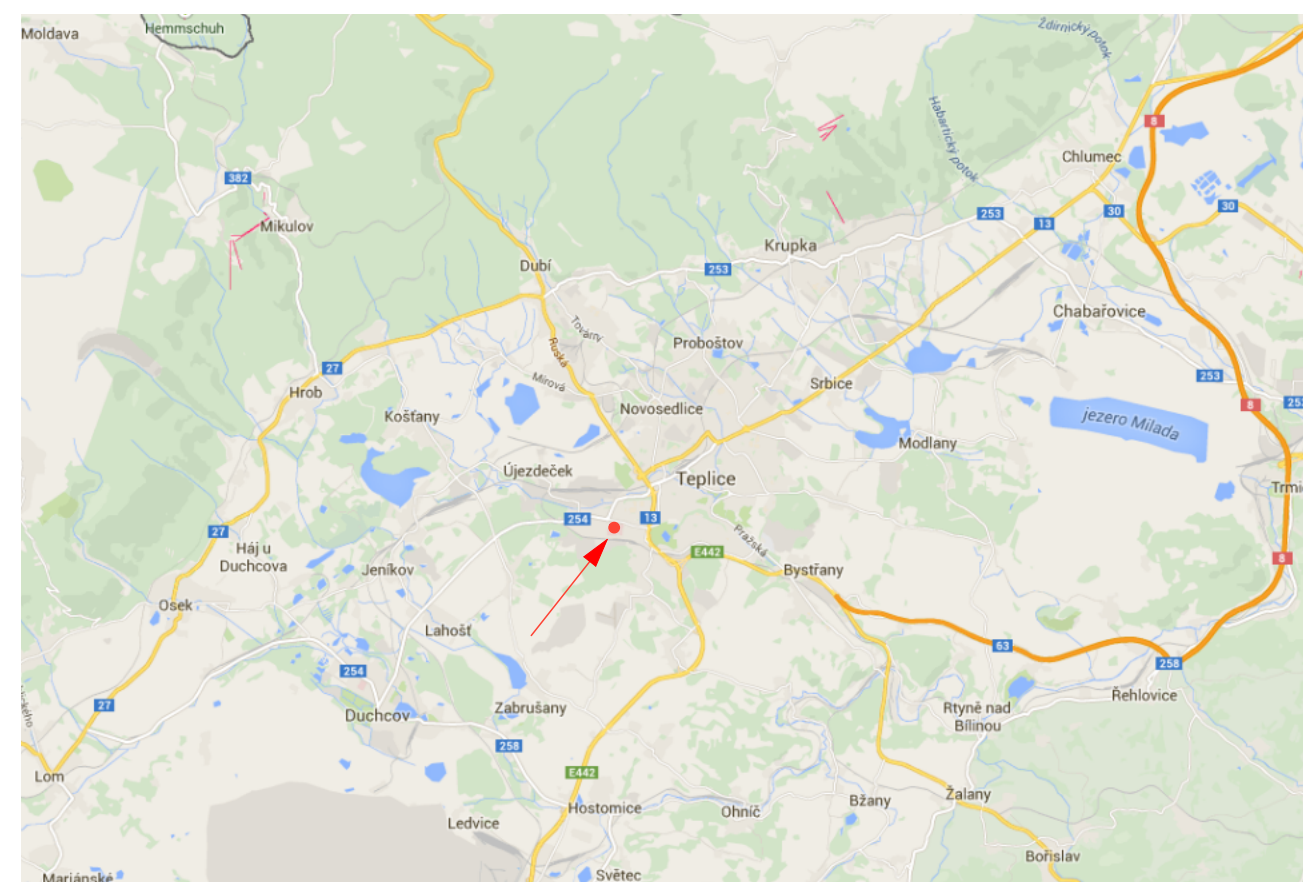 Moldava
Hemmschuh
Ždírnický potok
Habartický potok
8
Chlumec
382
Mikulov
253
13
30
30
Krupka
Dubí
253
Chabařovice
Tovární
Ruská
Proboštov
Mírová
27
Hrob
Srbice
253
8
253
Novosedlice
Košťany
jezero Milada
Modlany
Újezdeček
Teplice
Trmi
27
254
13
Pražská
Háj u
Duchcova
E442
8
Jeníkov
Bystřany
Osek
Lahošť
63
258
254
27
Duchcov
Zabrušany
Rtyně nad
Bílinou
Řehlovice
258
Lom
E442
Hostomice
Ohníč
Bžany
Žalany
Ledvice
Bořislav
Světec
Mariánské